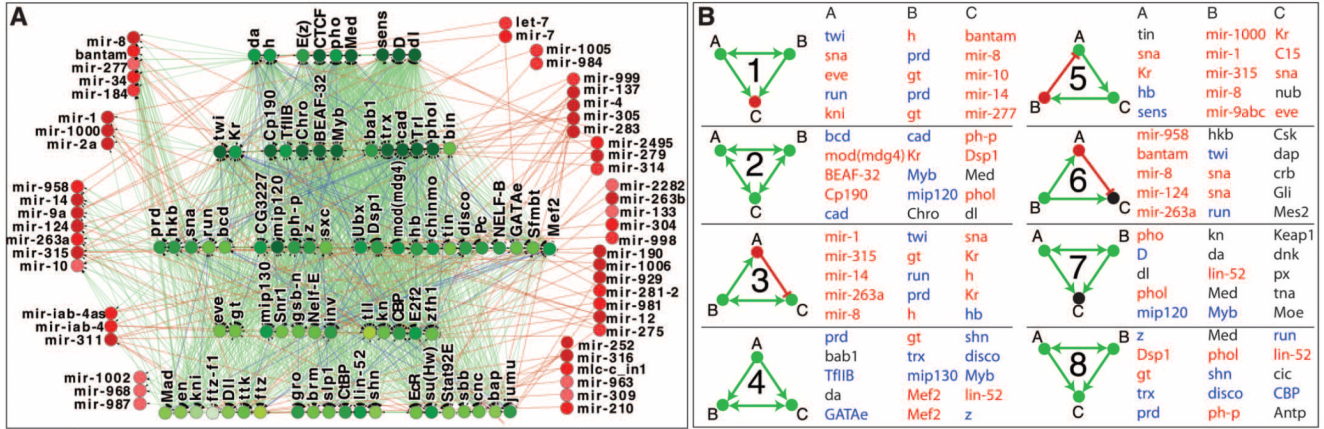 A
mir-8
bantam
mir-277
mir-34
mir-184
mir-1
mir-1000
mir-2a
mir-958
mir-14
mir-9a
mir-124
mir-263a
mir-315
mir-10
mir-iab-4as
mir-iab-4
mir-311
mir-1002
mir-968
mir-987
da h E(z) CTCF pho Med sens D dl
twi Kr Cp190 TfIIB Chro BEAF-32 Myb bab1 trx cad Trl phol bin
prd hkb sna run bcd CG3227 mip120 ph-p z sxc Ubx Dsp1 mod(mdg4) hb chinmo tin disco Pc NELF-B GATAe Sfmbt Mef2
eve gt mip130 Snr1 gsb-n Nelf-E inv tll kn CBP E2f2 zfh1
Mad en kni ftz-f1 Dll ttk ftz gro brm slp1 CtBP lin-52 shn EcR su(Hw) Stat92E sbb cnc bap jumu
let-7
mir-7
mir-1005
mir-984
mir-999
mir-137
mir-4
mir-305
mir-283
mir-2495
mir-279
mir-314
mir-2282
mir-263b
mir-133
mir-304
mir-998
mir-190
mir-1006
mir-929
mir-281-2
mir-981
mir-12
mir-275
mir-252
mir-316
mlc-c_in1
mir-963
mir-309
mir-210
B
A B C
A B
1
C
twi h bantam
sna prd mir-8
eve gt mir-10
run prd mir-14
kni gt mir-277
A B
2
C
bcd cad ph-p
mod(mdg4) Kr Dsp1
BEAF-32 Myb Med
Cp190 mip120 phol
cad Chro dl
A
3
B C
mir-1 twi sna
mir-315 gt Kr
mir-14 run h
mir-263a prd Kr
mir-8 h hb
A
4
B C
prd gt shn
bab1 trx disco
TfIIB mip130 Myb
da Mef2 lin-52
GATAe Mef2 z
A B C
A
5
B C
tin mir-1000 Kr
sna mir-1 C15
Kr mir-315 sna
hb mir-8 nub
sens mir-9abc eve
A
6
B C
mir-958 hkb Csk
bantam twi dap
mir-8 sna crb
mir-124 sna Gli
mir-263a run Mes2
A B
7
C
pho kn Keap1
D da dnk
dl lin-52 px
phol Med tna
mip120 Myb Moe
A B
8
C
z Med run
Dsp1 phol lin-52
gt shn cic
trx disco CBP
prd ph-p Antp